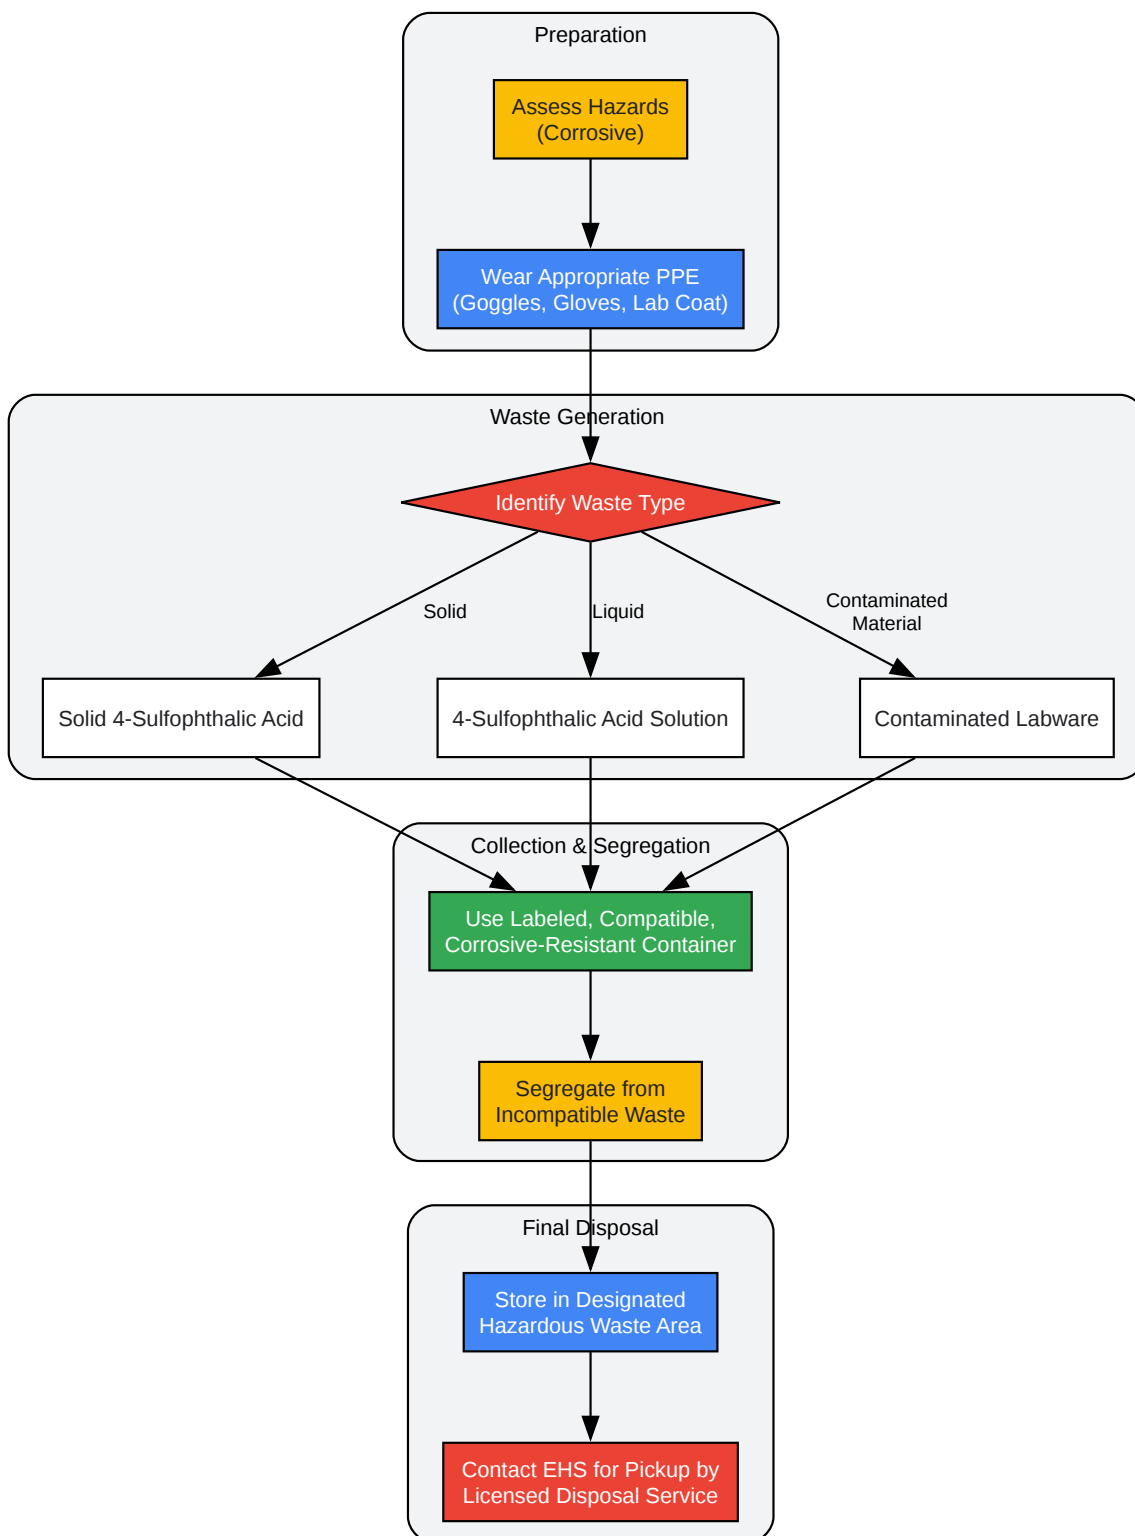 Preparation
Assess Hazards
(Corrosive)
Wear Appropriate PPE
(Goggles, Gloves, Lab Coat)
Waste Generation
Identify Waste Type
Solid
Liquid
Contaminated
Material
Solid 4-Sulfophthalic Acid
4-Sulfophthalic Acid Solution
Contaminated Labware
Collection & Segregation
Use Labeled, Compatible,
Corrosive-Resistant Container
Segregate from
Incompatible Waste
Final Disposal
Store in Designated
Hazardous Waste Area
Contact EHS for Pickup by
Licensed Disposal Service